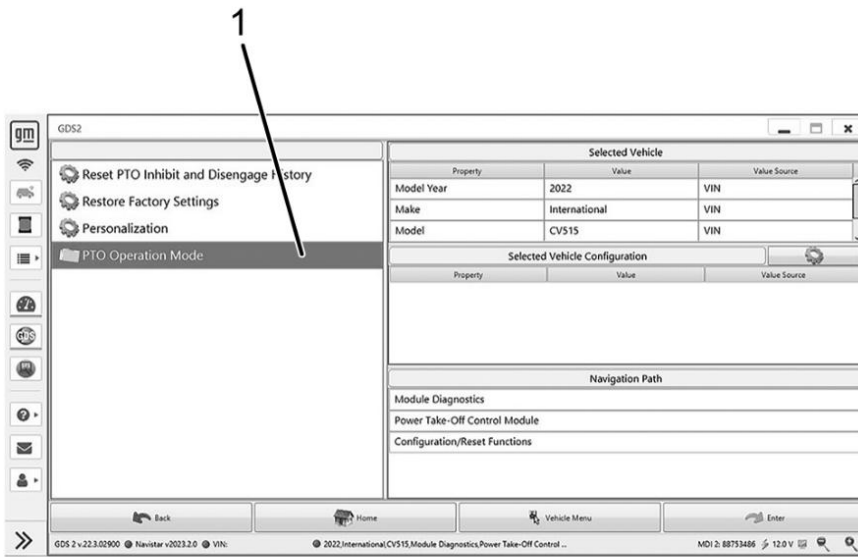 1
gm
GDS2
Reset PTO Inhibit and Disengage History
Restore Factory Settings
Personalization
PTO Operation Mode
Selected Vehicle
Property Value Value Source
Model Year 2022 VIN
Make International VIN
Model CV515 VIN
Selected Vehicle Configuration
Property Value Value Source
Navigation Path
Module Diagnostics
Power Take-Off Control Module
Configuration/Reset Functions
Back Home Vehicle Menu Enter
GDS 2 v.22.3.02900 Navistar v2023.2.0 VIN: 2022,International,CV515,Module Diagnostics,Power Take-Off Control ... MDI 2: 88753486 12.0 V